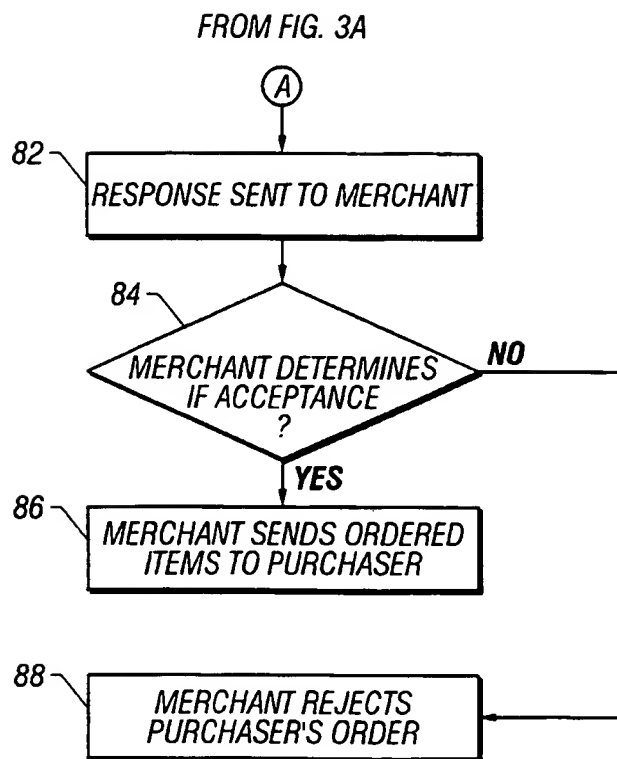 FROM FIG. 3A
A
82
RESPONSE SENT TO MERCHANT
84
MERCHANT DETERMINES
IF ACCEPTANCE
?
NO
YES
86
MERCHANT SENDS ORDERED
ITEMS TO PURCHASER
88
MERCHANT REJECTS
PURCHASER'S ORDER